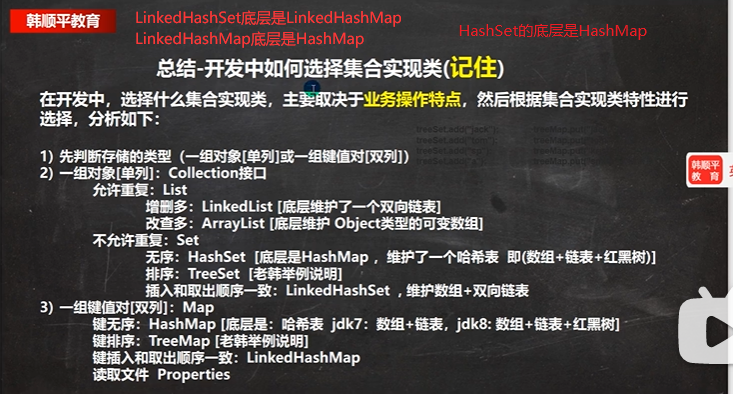 韩顺平教育
LinkedHashSet底层是LinkedHashMap
LinkedHashMap底层是HashMap
HashSet的底层是HashMap
总结-开发中如何选择集合实现类(记住)
在开发中，选择什么集合实现类，主要取决于业务操作特点，然后根据集合实现类特性进行
选择，分析如下：
1) 先判断存储的类型（一组对象[单列]或一组键值对[双列]）
2) 一组对象[单列]：Collection接口
允许重复：List
增删多：LinkedList [底层维护了一个双向链表]
改查多：ArrayList [底层维护 Object类型的可变数组]
不允许重复：Set
无序：HashSet [底层是HashMap ，维护了一个哈希表 即(数组+链表+红黑树)]
排序：TreeSet [老韩举例说明]
插入和取出顺序一致：LinkedHashSet ，维护数组+双向链表
3) 一组键值对[双列]：Map
键无序：HashMap [底层是：哈希表 jdk7：数组+链表，jdk8: 数组+链表+红黑树]
键排序：TreeMap [老韩举例说明]
键插入和取出顺序一致：LinkedHashMap
读取文件 Properties
韩顺平
教育